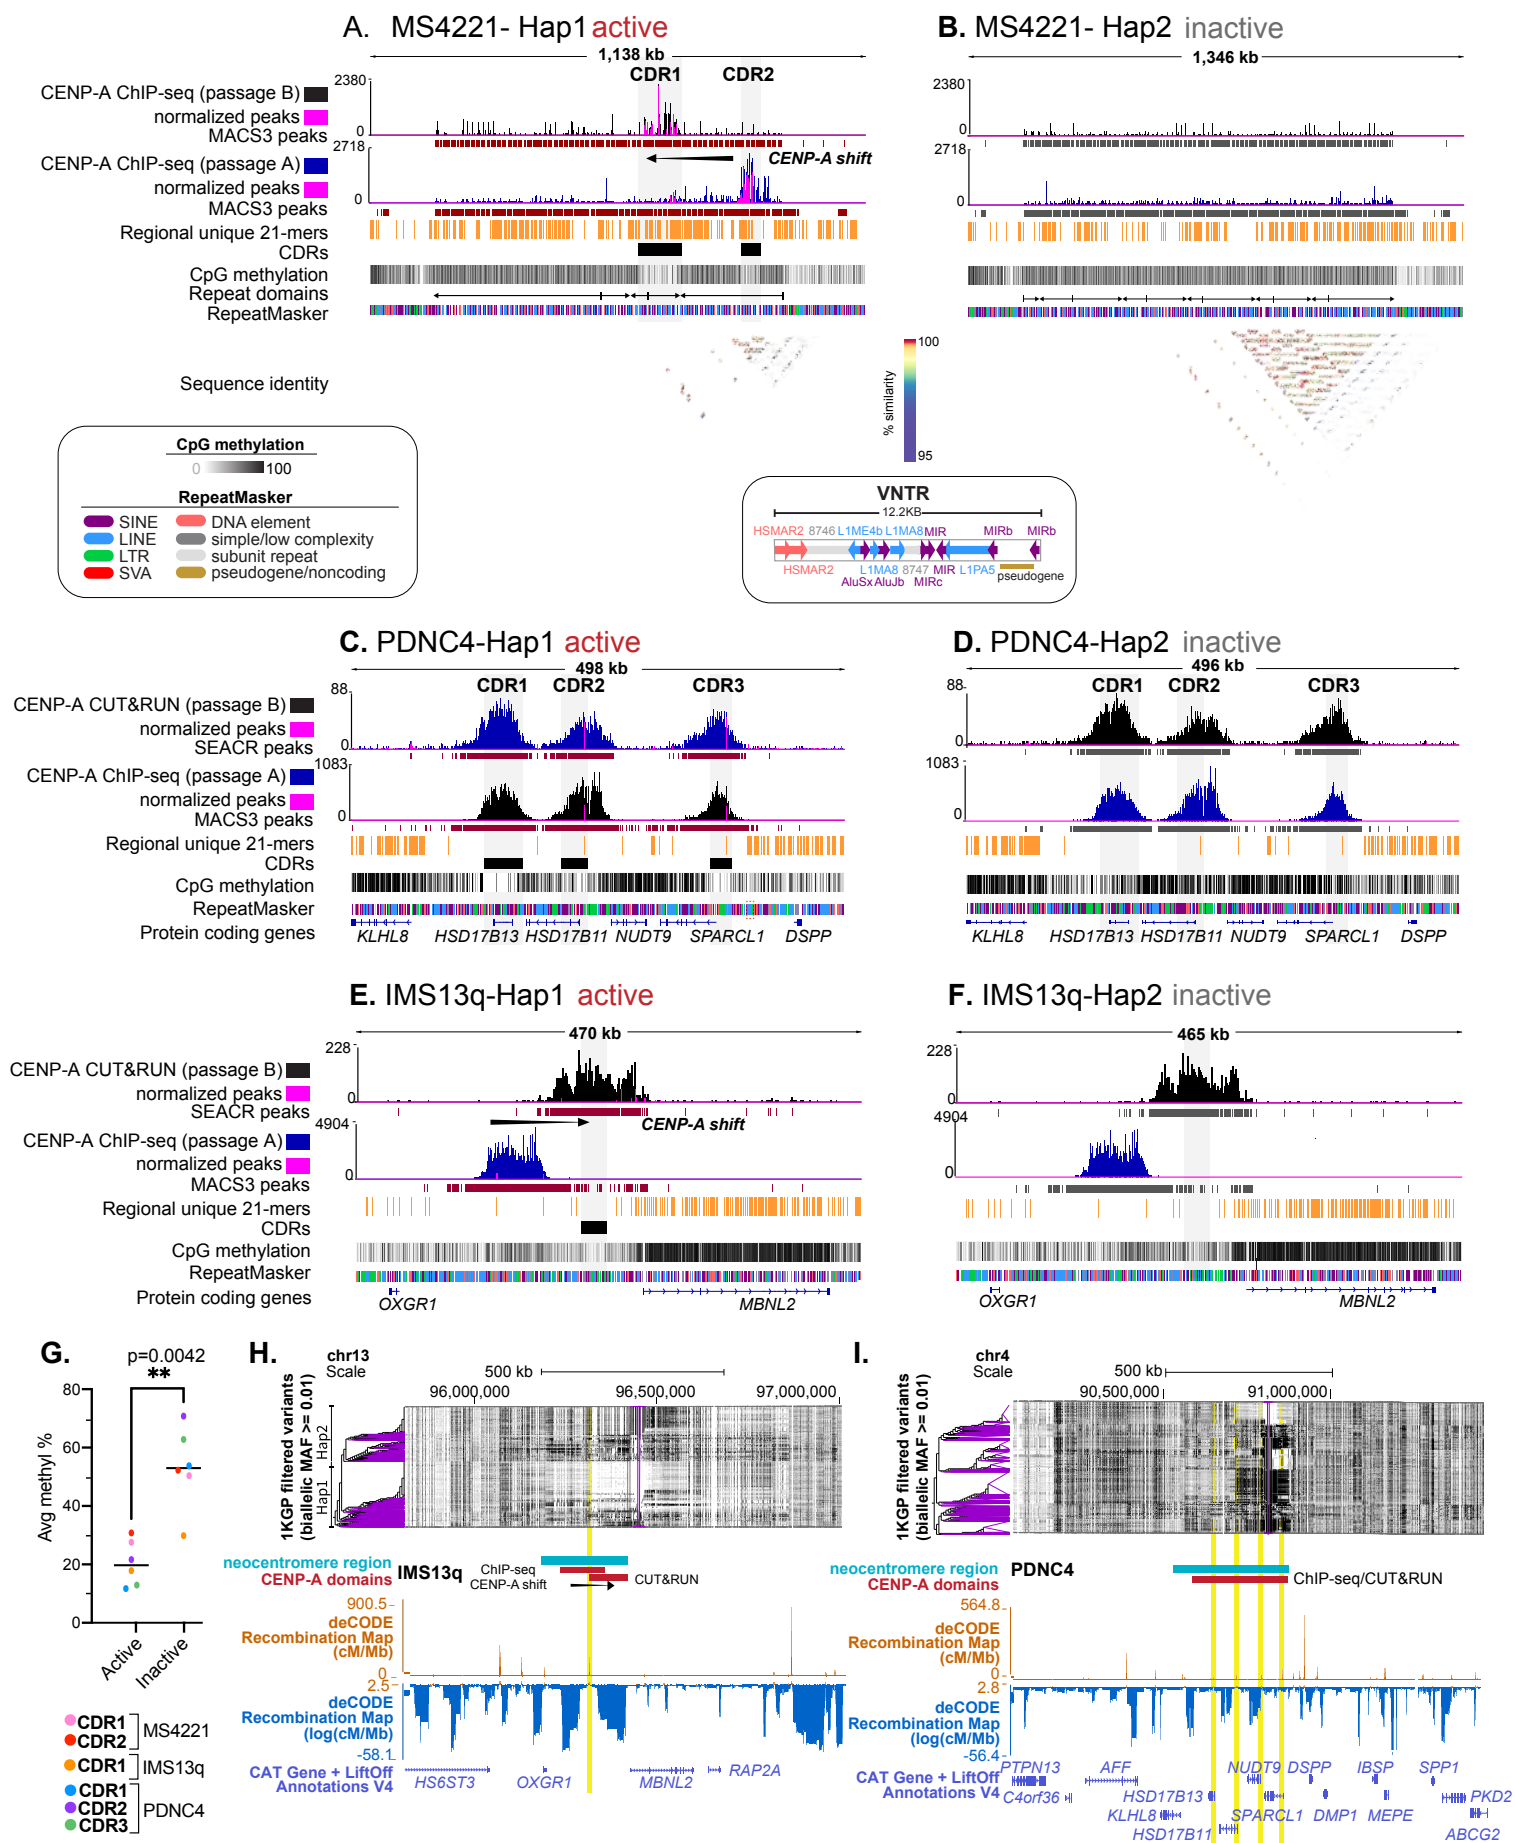 A. MS4221- Hap1 active
1,138 kb
CDR1 CDR2
CENP-A ChIP-seq (passage B)
normalized peaks
MACS3 peaks
2380
0
CENP-A ChIP-seq (passage A)
normalized peaks
MACS3 peaks
2718
0
CENP-A shift
Regional unique 21-mers
CDRs
CpG methylation
Repeat domains
RepeatMasker
Sequence identity
B. MS4221- Hap2 inactive
1,346 kb
2380
0
2718
0
100
% similarity
95
CpG methylation
0 100
RepeatMasker
SINE DNA element
LINE simple/low complexity
LTR subunit repeat
SVA pseudogene/noncoding
VNTR
12.2KB
HSMAR2 8746 L1ME4b L1MA8 MIR MIRb MIRb
HSMAR2 L1MA8 8747 MIR L1PA5 pseudogene
AluSx AluJb MIRc
C. PDNC4-Hap1 active
498 kb
CDR1 CDR2 CDR3
CENP-A CUT&RUN (passage B)
normalized peaks
SEACR peaks
88
0
CENP-A ChIP-seq (passage A)
normalized peaks
MACS3 peaks
1083
0
Regional unique 21-mers
CDRs
CpG methylation
RepeatMasker
Protein coding genes
KLHL8 HSD17B13 HSD17B11 NUDT9 SPARCL1 DSPP
D. PDNC4-Hap2 inactive
496 kb
CDR1 CDR2 CDR3
88
0
1083
0
KLHL8 HSD17B13 HSD17B11 NUDT9 SPARCL1 DSPP
E. IMS13q-Hap1 active
470 kb
CENP-A CUT&RUN (passage B)
normalized peaks
SEACR peaks
228
0
CENP-A shift
CENP-A ChIP-seq (passage A)
normalized peaks
MACS3 peaks
4904
0
Regional unique 21-mers
CDRs
CpG methylation
RepeatMasker
Protein coding genes
OXGR1 MBNL2
F. IMS13q-Hap2 inactive
465 kb
228
0
4904
0
OXGR1 MBNL2
G.
p=0.0042
**
Avg methyl %
80
60
40
20
0
Active Inactive
CDR1
CDR2
MS4221
CDR1 IMS13q
CDR1
CDR2
CDR3
PDNC4
H.
chr13
Scale
500 kb
96,000,000 96,500,000 97,000,000
1KGP filtered variants
(biallelic MAF >= 0.01)
Hap2
Hap1
neocentromere region
CENP-A domains
IMS13q
ChIP-seq
CENP-A shift
CUT&RUN
900.5
deCODE
Recombination Map
(cM/Mb)
0
2.5
deCODE
Recombination Map
(log(cM/Mb)
-58.1
CAT Gene + LiftOff
Annotations V4
HS6ST3 OXGR1 MBNL2 RAP2A
I.
chr4
Scale
500 kb
90,500,000 91,000,000
1KGP filtered variants
(biallelic MAF >= 0.01)
neocentromere region
CENP-A domains
PDNC4
ChIP-seq/CUT&RUN
564.8
deCODE
Recombination Map
(cM/Mb)
0
2.8
deCODE
Recombination Map
(log(cM/Mb)
-56.4
CAT Gene + LiftOff
Annotations V4
PTPN13 AFF NUDT9 DSPP IBSP SPP1
C4orf36 HSD17B13 PKD2
KLHL8 SPARCL1 DMP1 MEPE
HSD17B11 ABCG2